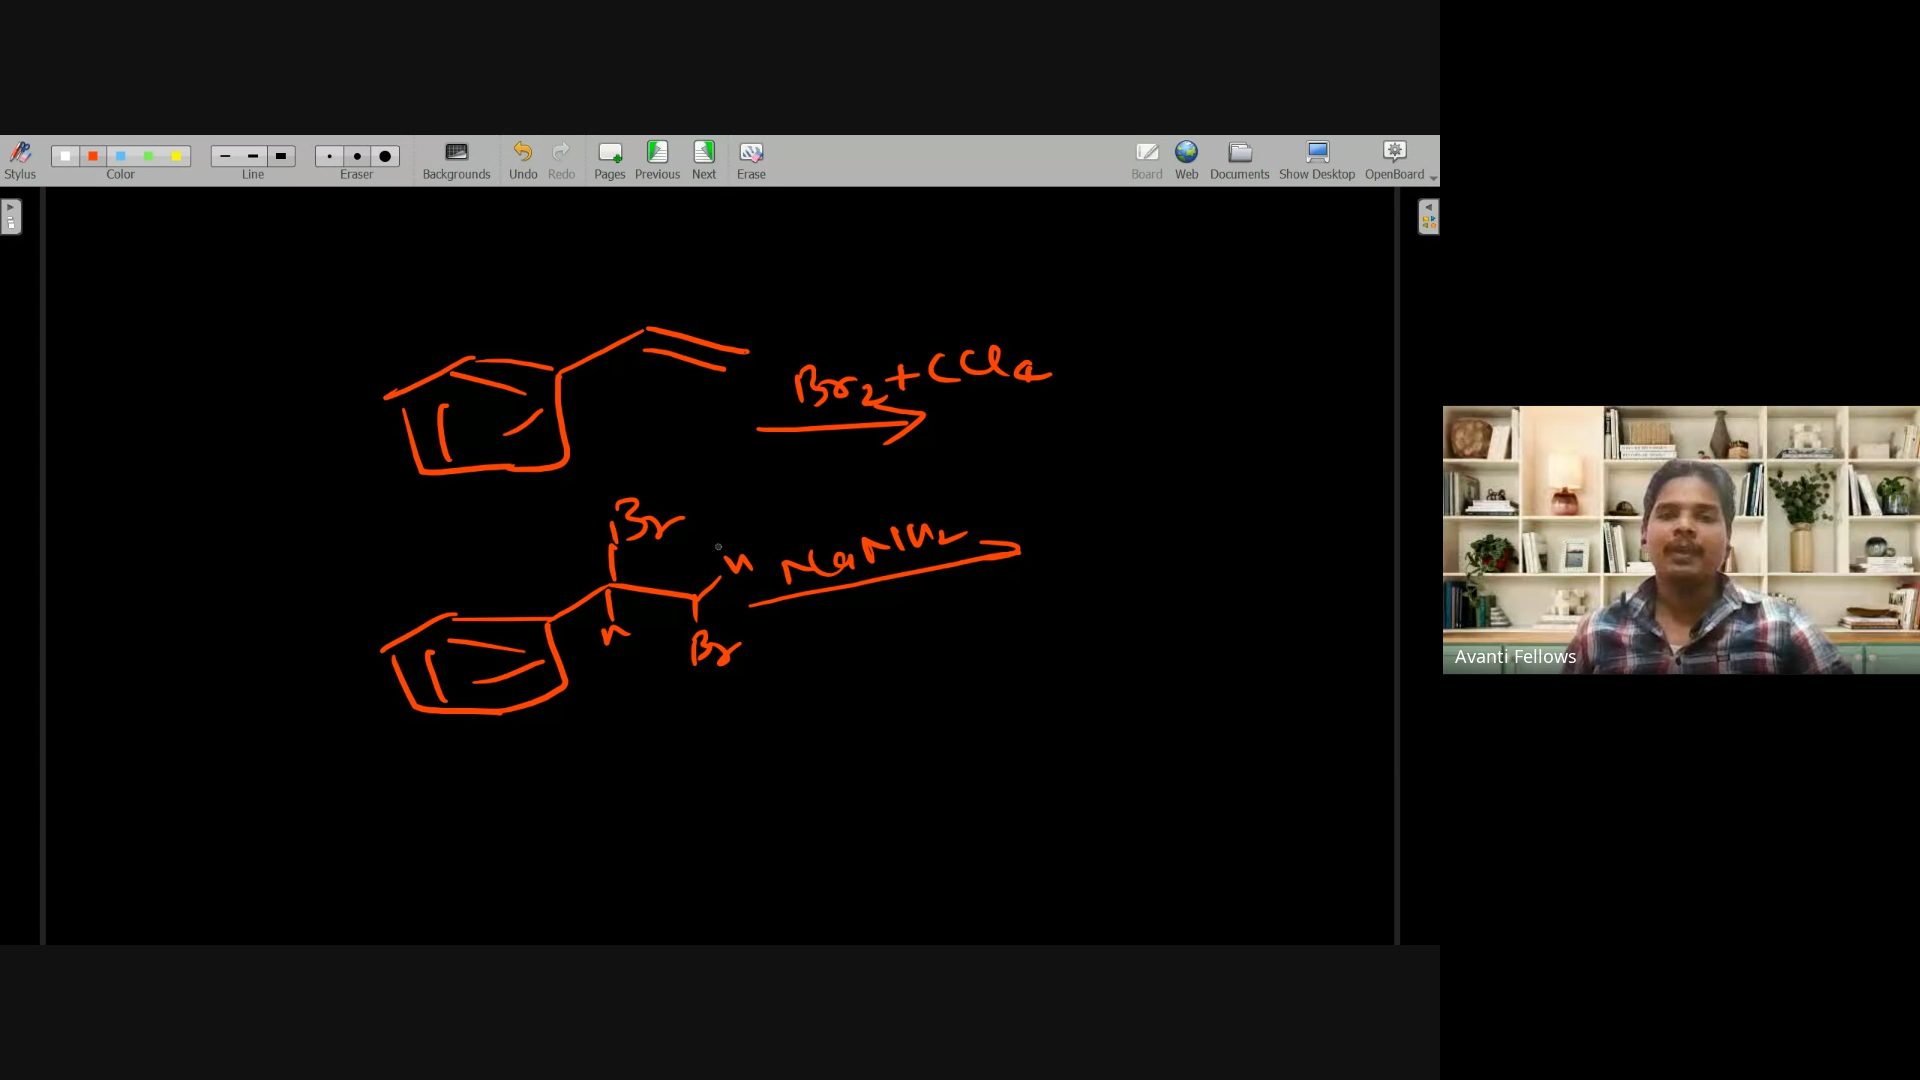 Stylus Color Line Eraser Backgrounds Undo Redo Pages Previous Next Erase Board Web Documents Show Desktop OpenBoard
Br2 + CCl4
Br
H NaNH2
H
Br
Avanti Fellows